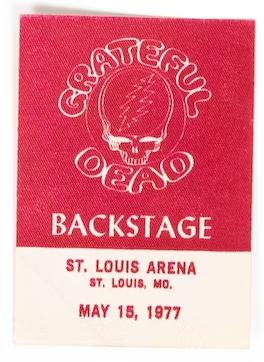 GRATEFUL
DEAD
BACKSTAGE
ST. LOUIS ARENA
ST. LOUIS, MO.
MAY 15, 1977